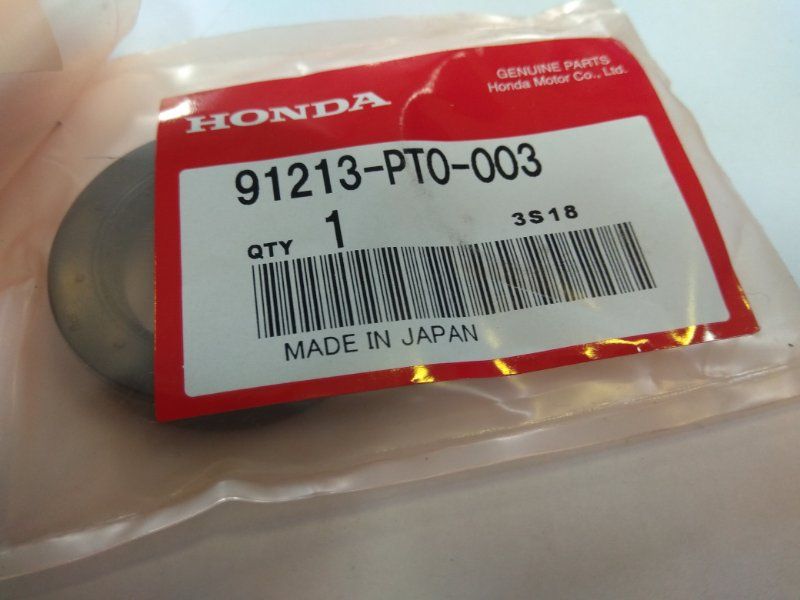 GENUINE PARTS
HONDA Honda Motor Co., Ltd.
91213-PT0-003
QTY 1 3S18
MADE IN JAPAN